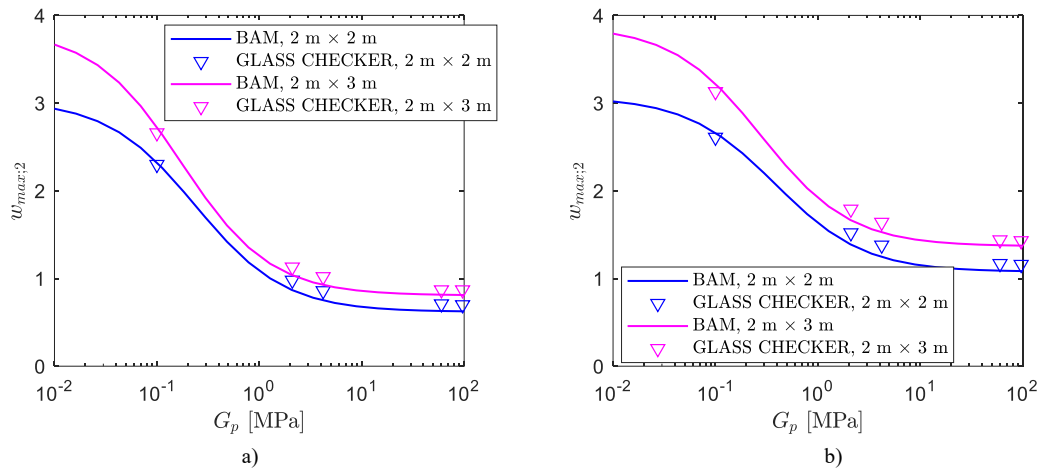 4
3
2
1
0
w_{max;2}
10^{-2}
10^{-1}
10^{0}
10^{1}
10^{2}
G_p [MPa]
BAM, 2 m × 2 m
GLASS CHECKER, 2 m × 2 m
BAM, 2 m × 3 m
GLASS CHECKER, 2 m × 3 m
a)
4
3
2
1
0
w_{max;2}
10^{-2}
10^{-1}
10^{0}
10^{1}
10^{2}
G_p [MPa]
BAM, 2 m × 2 m
GLASS CHECKER, 2 m × 2 m
BAM, 2 m × 3 m
GLASS CHECKER, 2 m × 3 m
b)